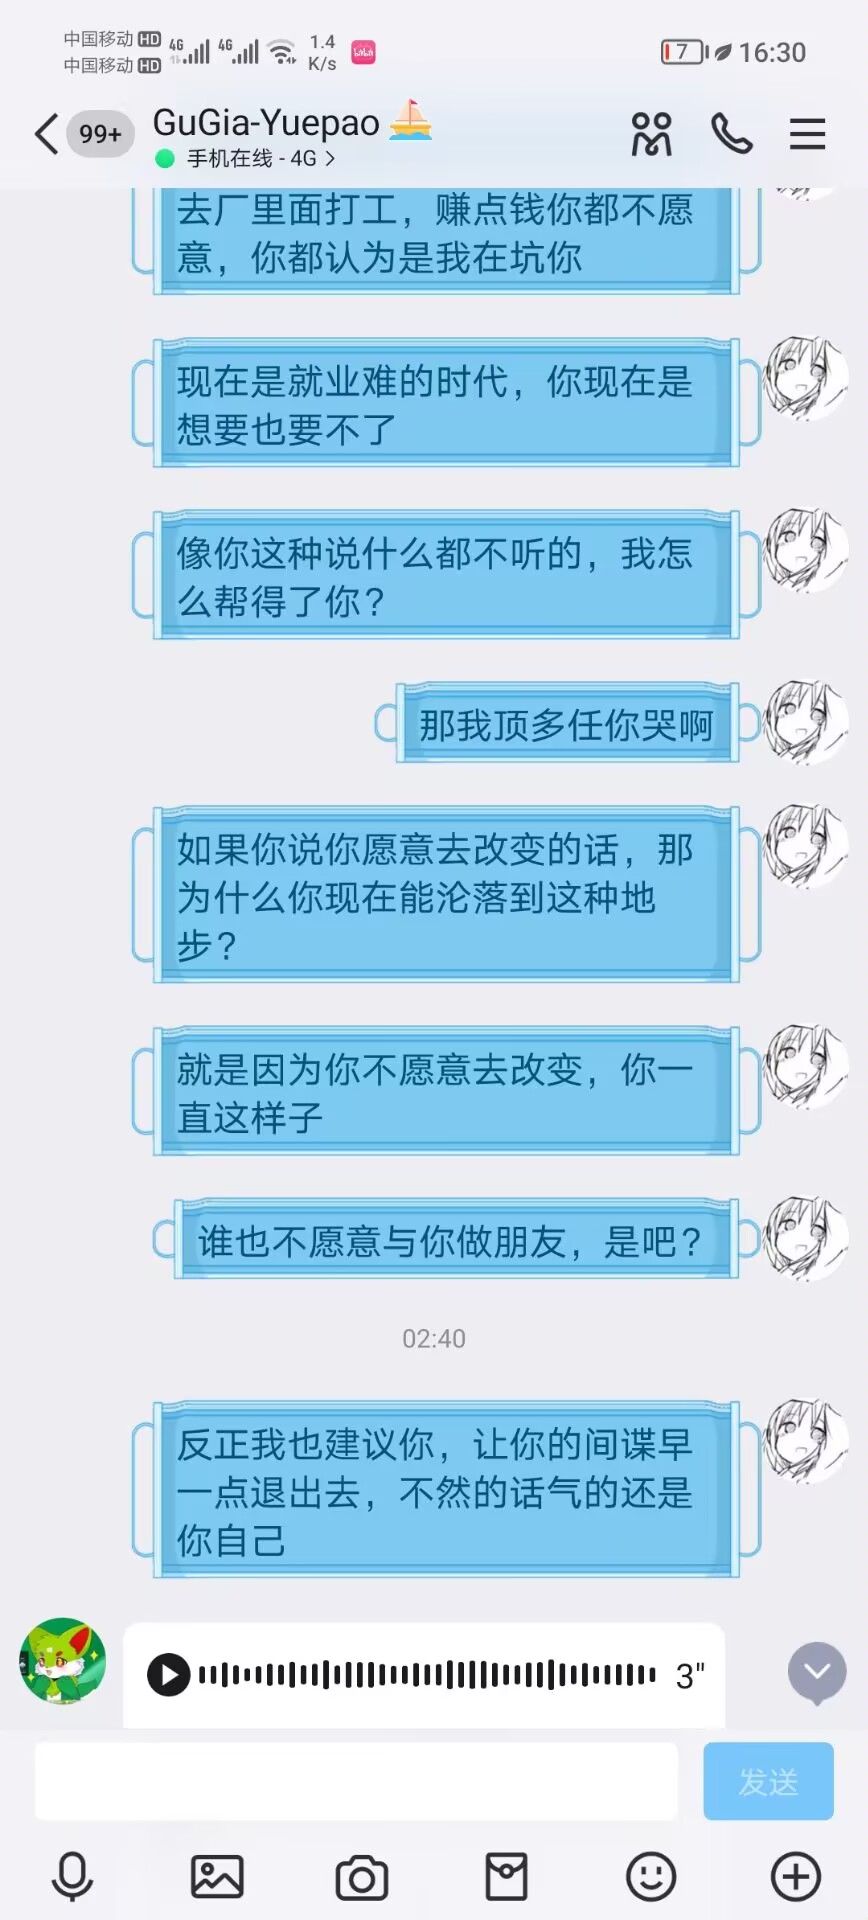 中国移动 HD 4G 4G 1.4 K/s 7 16:30
中国移动 HD
99+ GuGia-Yuepao
手机在线 - 4G >
去厂里面打工，赚点钱你都不愿
意，你都认为是我在坑你
现在是就业难的时代，你现在是
想要也要不了
像你这种说什么都不听的，我怎
么帮得了你？
那我顶多任你哭啊
如果你说你愿意去改变的话，那
为什么你现在能沦落到这种地
步？
就是因为你不愿意去改变，你一
直这样子
谁也不愿意与你做朋友，是吧？
02:40
反正我也建议你，让你的间谍早
一点退出去，不然的话气的还是
你自己
3"
发送